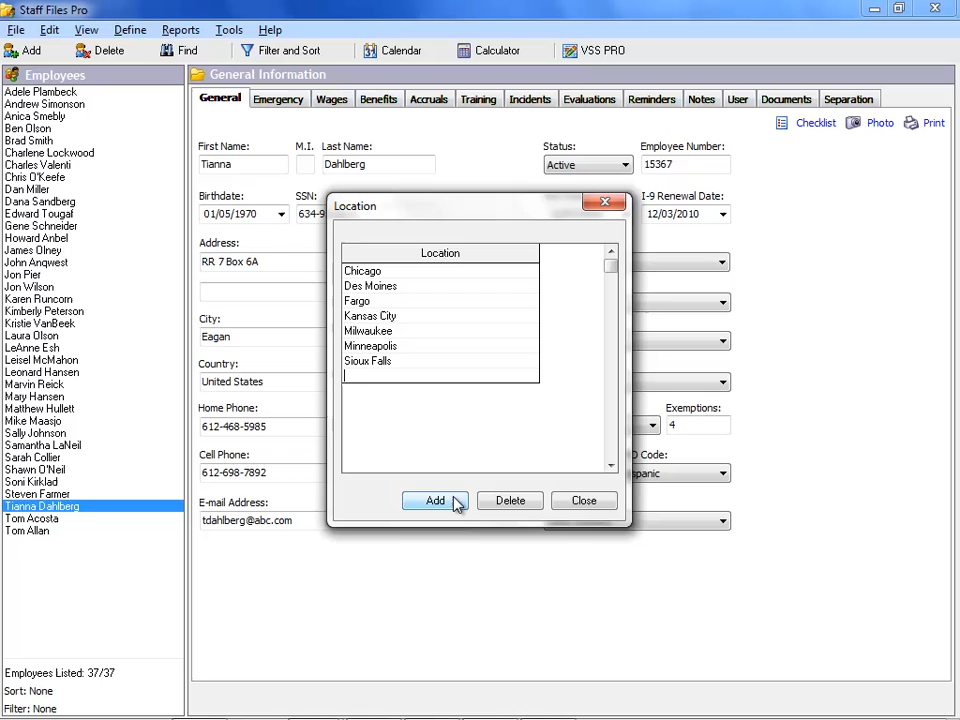 Staff Files Pro
File Edit View Define Reports Tools Help
Add Delete Find Filter and Sort Calendar Calculator VSS PRO
Employees
Adele Plambeck
Andrew Simonson
Anica Smebly
Ben Olson
Brad Smith
Charlene Lockwood
Charles Valenti
Chris O'Keefe
Dan Miller
Dana Sandberg
Edward Tougaf
Gene Schneider
Howard Anbel
James Olney
John Anqwest
Jon Pier
Jon Wilson
Karen Runcorn
Kimberly Peterson
Kristie VanBeek
Laura Olson
LeAnne Esh
Leisel McMahon
Leonard Hansen
Marvin Reick
Mary Hansen
Matthew Hullett
Mike Maasjo
Sally Johnson
Samantha LaNeil
Sarah Collier
Shawn O'Neil
Soni Kirklad
Steven Farmer
Tianna Dahlberg
Tom Acosta
Tom Allan
Employees Listed: 37/37
Sort: None
Filter: None
General Information
General Emergency Wages Benefits Accruals Training Incidents Evaluations Reminders Notes User Documents Separation
Checklist Photo Print
First Name: M.I. Last Name: Status: Employee Number:
Tianna Dahlberg Active 15367
Birthdate: SSN: I-9 Renewal Date:
01/05/1970 634-9 12/03/2010
Address:
RR 7 Box 6A
City:
Eagan
Country:
United States
Home Phone: Exemptions:
612-468-5985 4
Cell Phone: O Code:
612-698-7892 spanic
E-mail Address:
tdahlberg@abc.com
Location
Location
Chicago
Des Moines
Fargo
Kansas City
Milwaukee
Minneapolis
Sioux Falls
Add Delete Close